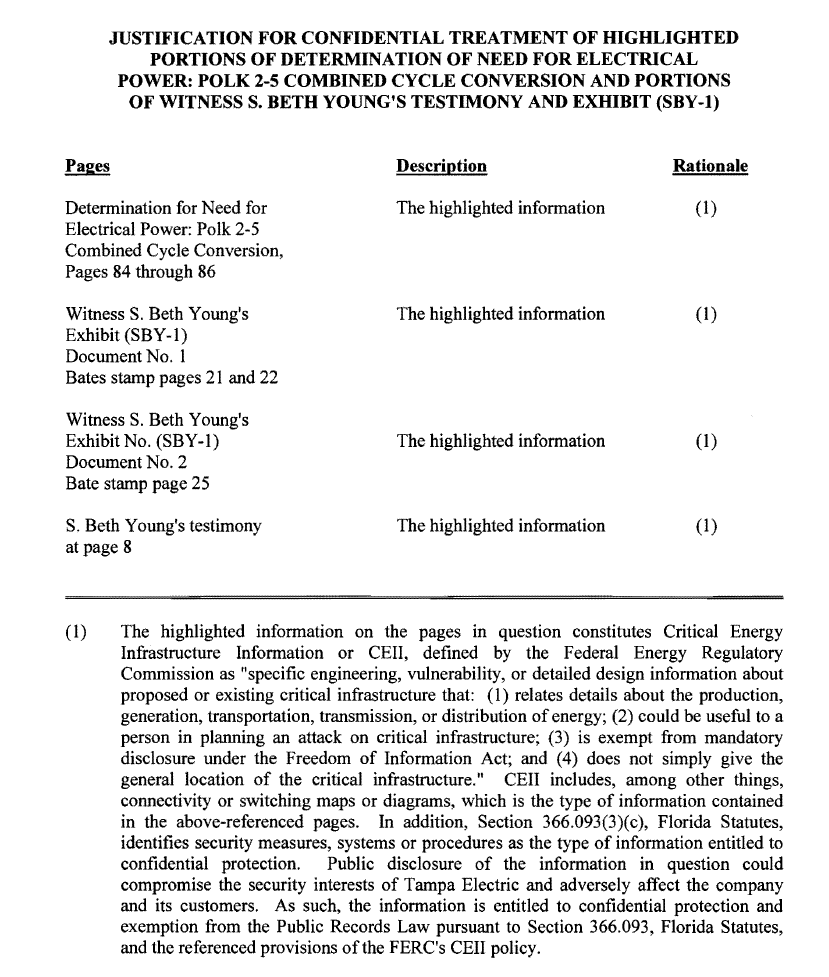 JUSTIFICATION FOR CONFIDENTIAL TREATMENT OF HIGHLIGHTED
PORTIONS OF DETERMINATION OF NEED FOR ELECTRICAL
POWER: POLK 2-5 COMBINED CYCLE CONVERSION AND PORTIONS
OF WITNESS S. BETH YOUNG'S TESTIMONY AND EXHIBIT (SBY-1)
Pages Description Rationale
Determination for Need for The highlighted information (1)
Electrical Power: Polk 2-5
Combined Cycle Conversion,
Pages 84 through 86
Witness S. Beth Young's The highlighted information (1)
Exhibit (SBY-1)
Document No. 1
Bates stamp pages 21 and 22
Witness S. Beth Young's
Exhibit No. (SBY-1) The highlighted information (1)
Document No. 2
Bate stamp page 25
S. Beth Young's testimony The highlighted information (1)
at page 8
(1) The highlighted information on the pages in question constitutes Critical Energy
Infrastructure Information or CEII, defined by the Federal Energy Regulatory
Commission as "specific engineering, vulnerability, or detailed design information about
proposed or existing critical infrastructure that: (1) relates details about the production,
generation, transportation, transmission, or distribution of energy; (2) could be useful to a
person in planning an attack on critical infrastructure; (3) is exempt from mandatory
disclosure under the Freedom of Information Act; and (4) does not simply give the
general location of the critical infrastructure." CEII includes, among other things,
connectivity or switching maps or diagrams, which is the type of information contained
in the above-referenced pages. In addition, Section 366.093(3)(c), Florida Statutes,
identifies security measures, systems or procedures as the type of information entitled to
confidential protection. Public disclosure of the information in question could
compromise the security interests of Tampa Electric and adversely affect the company
and its customers. As such, the information is entitled to confidential protection and
exemption from the Public Records Law pursuant to Section 366.093, Florida Statutes,
and the referenced provisions of the FERC's CEII policy.